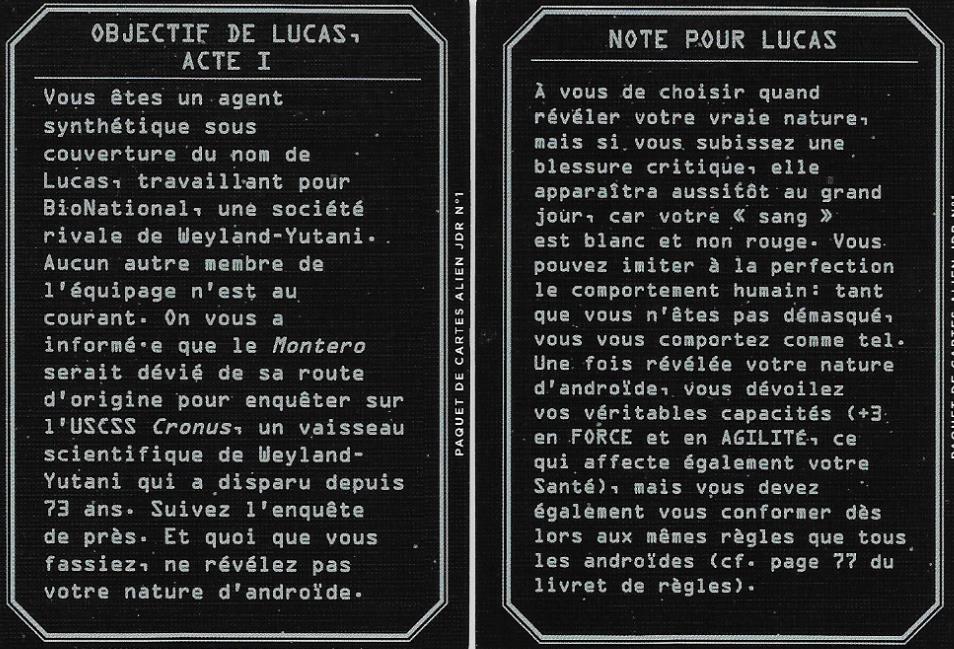 OBJECTIF DE LUCAS,
ACTE I
Vous êtes un agent
synthétique sous
couverture du nom de
Lucas, travaillant pour
BioNational, une société
rivale de Weyland-Yutani.
Aucun autre membre de
l'équipage n'est au
courant. On vous a
informé·e que le Montero
serait dévié de sa route
d'origine pour enquêter sur
l'USCSS Cronus, un vaisseau
scientifique de Weyland-
Yutani qui a disparu depuis
73 ans. Suivez l'enquête
de près. Et quoi que vous
fassiez, ne révélez pas
votre nature d'androïde.
PAQUET DE CARTES ALIEN JDR N°1
NOTE POUR LUCAS
À vous de choisir quand
révéler votre vraie nature,
mais si vous subissez une
blessure critique, elle
apparaîtra aussitôt au grand
jour, car votre « sang »
est blanc et non rouge. Vous
pouvez imiter à la perfection
le comportement humain: tant
que vous n'êtes pas démasqué,
vous vous comportez comme tel.
Une fois révélée votre nature
d'androïde, vous dévoilez
vos véritables capacités (+3
en FORCE et en AGILITÉ, ce
qui affecte également votre
Santé), mais vous devez
également vous conformer dès
lors aux mêmes règles que tous
les androïdes (cf. page 77 du
livret de règles).